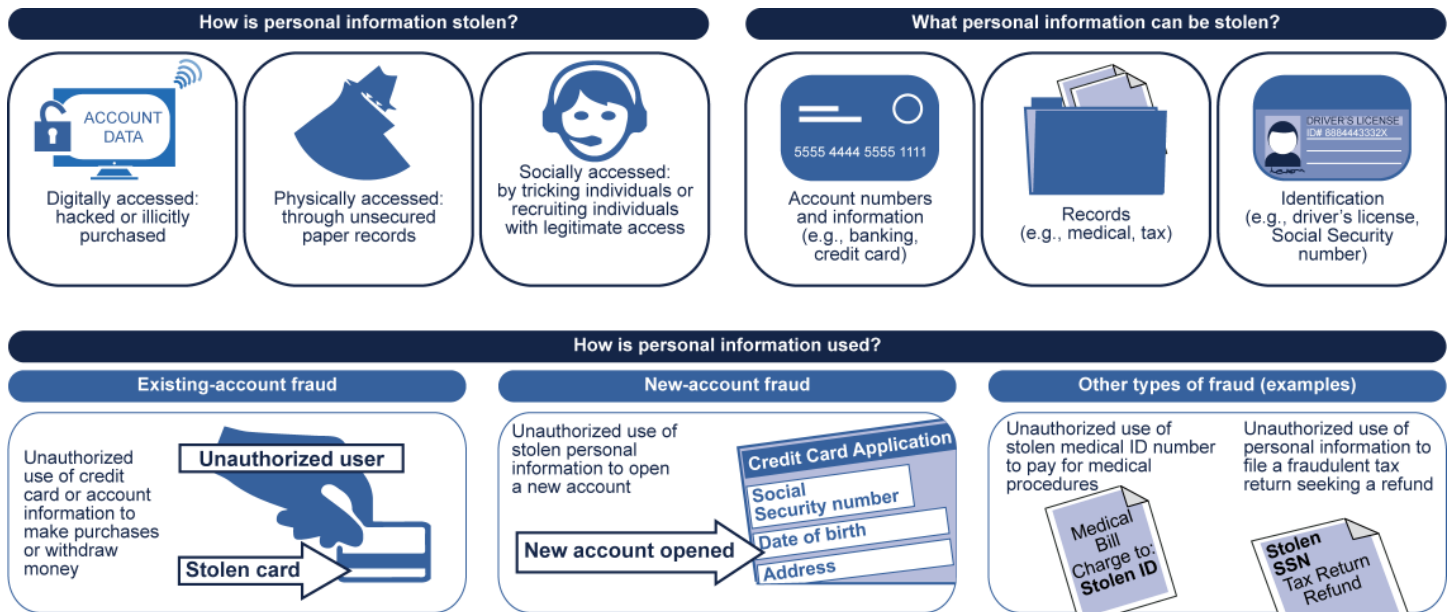 How is personal information stolen?
ACCOUNT
DATA
Digitally accessed:
hacked or illicitly
purchased
Physically accessed:
through unsecured
paper records
Socially accessed:
by tricking individuals or
recruiting individuals
with legitimate access
What personal information can be stolen?
5555 4444 5555 1111
Account numbers
and information
(e.g., banking,
credit card)
Records
(e.g., medical, tax)
DRIVER'S LICENSE
ID# 8884443332X
Identification
(e.g., driver's license,
Social Security
number)
How is personal information used?
Existing-account fraud
Unauthorized
use of credit
card or account
information to
make purchases
or withdraw
money
Unauthorized user
Stolen card
New-account fraud
Unauthorized use of
stolen personal
information to open
a new account
New account opened
Credit Card Application
Social
Security number
Date of birth
Address
Other types of fraud (examples)
Unauthorized use of
stolen medical ID number
to pay for medical
procedures
Medical
Bill
Charge to:
Stolen ID
Unauthorized use of
personal information to
file a fraudulent tax
return seeking a refund
Stolen
SSN
Tax Return
Refund